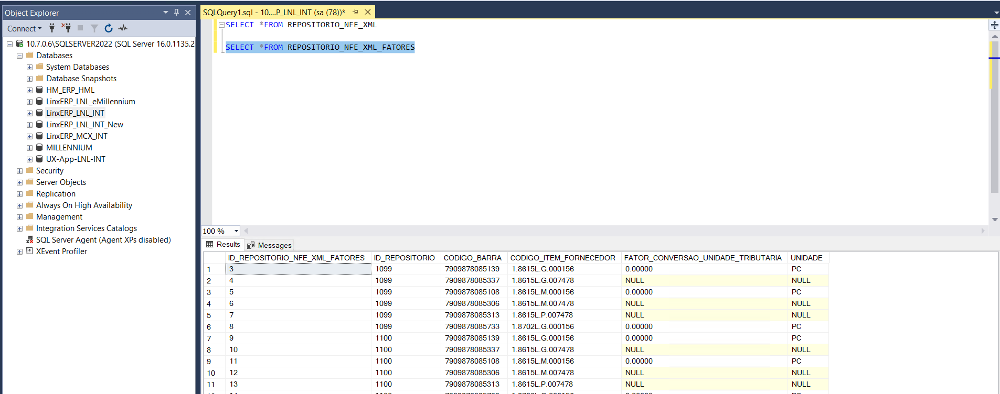 Object Explorer
Connect
10.7.0.6\SQLSERVER2022 (SQL Server 16.0.1135.2
Databases
System Databases
Database Snapshots
HM_ERP_HML
LinxERP_LNL_eMillennium
LinxERP_LNL_INT
LinxERP_LNL_INT_New
LinxERP_MCX_INT
MILLENNIUM
UX-App-LNL-INT
Security
Server Objects
Replication
Always On High Availability
Management
Integration Services Catalogs
SQL Server Agent (Agent XPs disabled)
XEvent Profiler
SQLQuery1.sql - 10....P_LNL_INT (sa (78))*
SELECT *FROM REPOSITORIO_NFE_XML
SELECT *FROM REPOSITORIO_NFE_XML_FATORES
100 %
Results Messages
ID_REPOSITORIO_NFE_XML_FATORES ID_REPOSITORIO CODIGO_BARRA CODIGO_ITEM_FORNECEDOR FATOR_CONVERSAO_UNIDADE_TRIBUTARIA UNIDADE
1 3 1099 7909878085139 1.8615L.G.000156 0.00000 PC
2 4 1099 7909878085337 1.8615L.G.007478 NULL NULL
3 5 1099 7909878085108 1.8615L.M.000156 0.00000 PC
4 6 1099 7909878085306 1.8615L.M.007478 NULL NULL
5 7 1099 7909878085313 1.8615L.P.007478 NULL NULL
6 8 1099 7909878085733 1.8702L.G.000156 0.00000 PC
7 9 1100 7909878085139 1.8615L.G.000156 0.00000 PC
8 10 1100 7909878085337 1.8615L.G.007478 NULL NULL
9 11 1100 7909878085108 1.8615L.M.000156 0.00000 PC
10 12 1100 7909878085306 1.8615L.M.007478 NULL NULL
11 13 1100 7909878085313 1.8615L.P.007478 NULL NULL